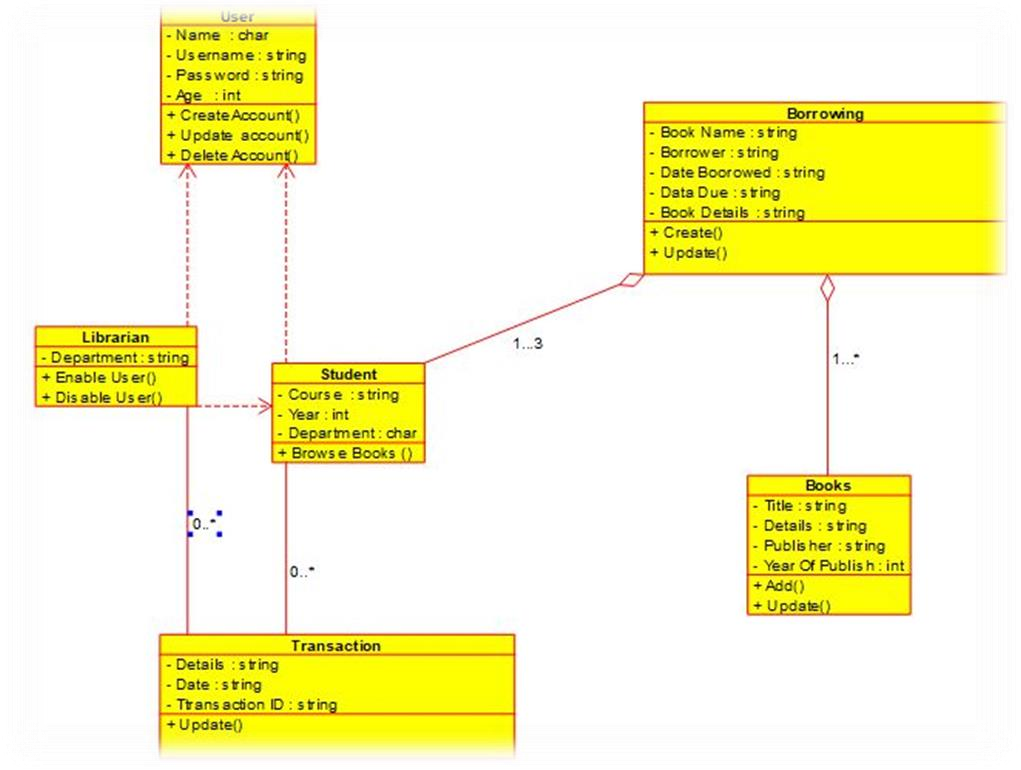 User
- Name : char
- Username : string
- Password : string
- Age : int
+ CreateAccount()
+ Update account()
+ DeleteAccount()
Borrowing
- Book Name : string
- Borrower : string
- Date Boorowed : string
- Data Due : string
- Book Details : string
+ Create()
+ Update()
1...3
1...*
Librarian
- Department : string
+ Enable User()
+ Disable User()
Student
- Course : string
- Year : int
- Department : char
+ Browse Books ()
Books
- Title : string
- Details : string
- Publisher : string
- Year Of Publish : int
+ Add()
+ Update()
0..*
0..*
Transaction
- Details : string
- Date : string
- Ttransaction ID : string
+ Update()